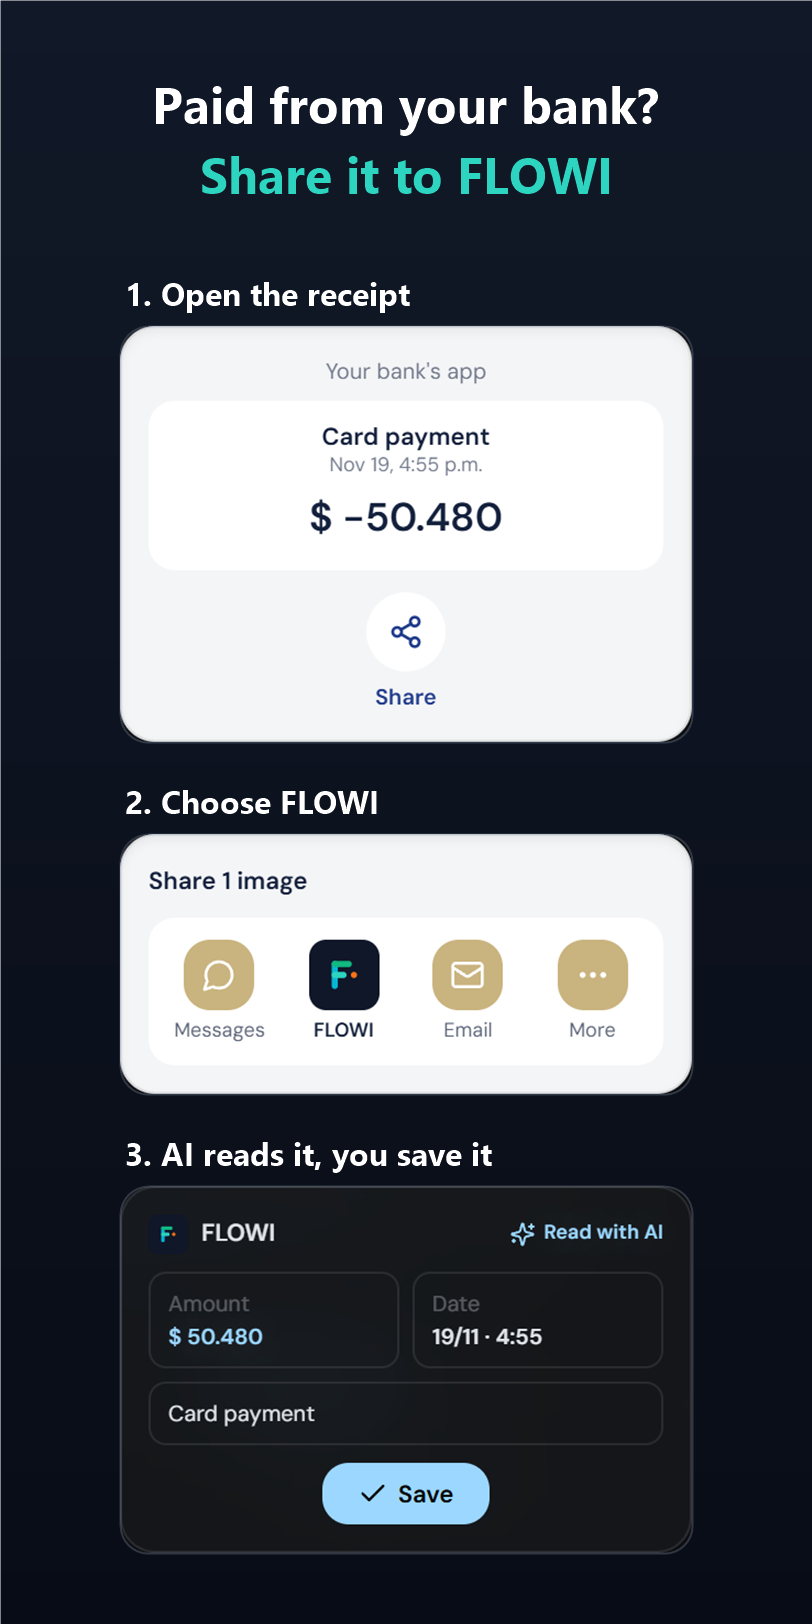 Paid from your bank?
Share it to FLOWI
1. Open the receipt
Your bank's app
Card payment
Nov 19, 4:55 p.m.
$ -50.480
Share
2. Choose FLOWI
Share 1 image
Messages
FLOWI
Email
More
3. AI reads it, you save it
FLOWI
Read with AI
Amount
$ 50.480
Date
19/11 · 4:55
Card payment
Save